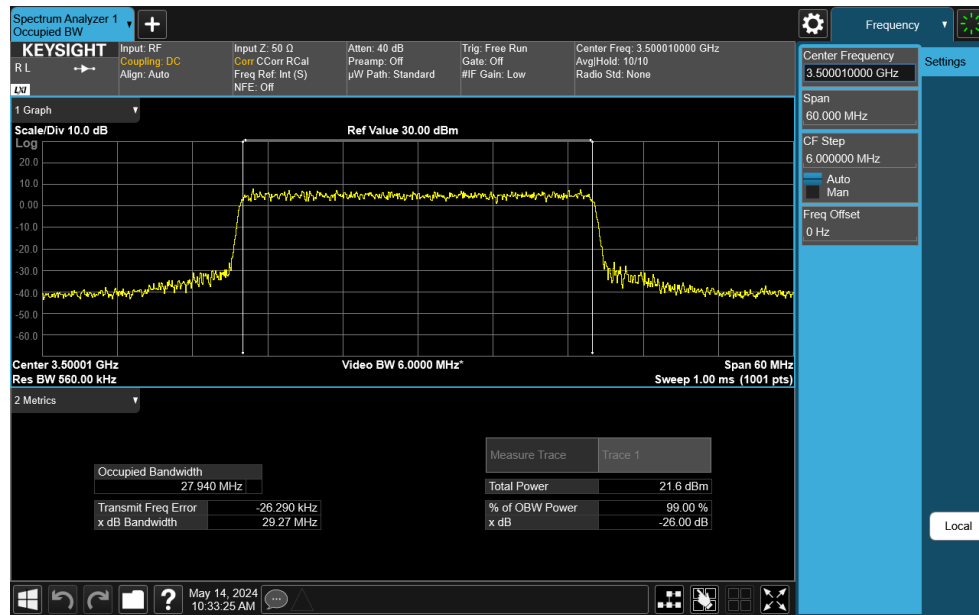 Spectrum Analyzer 1
Occupied BW
+
Frequency
KEYSIGHT
R L
LXI
Input: RF
Coupling: DC
Align: Auto
Input Z: 50 Ω
Corr CCorr RCal
Freq Ref: Int (S)
NFE: Off
Atten: 40 dB
Preamp: Off
µW Path: Standard
Trig: Free Run
Gate: Off
#IF Gain: Low
Center Freq: 3.500010000 GHz
Avg|Hold: 10/10
Radio Std: None
Center Frequency
3.500010000 GHz
Settings
Span
60.000 MHz
CF Step
6.000000 MHz
Auto
Man
Freq Offset
0 Hz
Local
1 Graph
Scale/Div 10.0 dB
Ref Value 30.00 dBm
Log
20.0
10.0
0.00
-10.0
-20.0
-30.0
-40.0
-50.0
-60.0
Center 3.50001 GHz
Video BW 6.0000 MHz*
Span 60 MHz
Res BW 560.00 kHz
Sweep 1.00 ms (1001 pts)
2 Metrics
Measure Trace
Trace 1
Occupied Bandwidth
27.940 MHz
Total Power
21.6 dBm
Transmit Freq Error
-26.290 kHz
% of OBW Power
99.00 %
x dB Bandwidth
29.27 MHz
x dB
-26.00 dB
?
May 14, 2024
10:33:25 AM